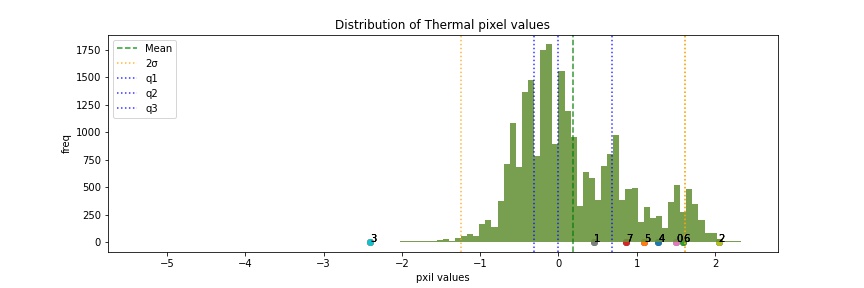 Distribution of Thermal pixel values
Mean
2σ
q1
q2
q3
1750
1500
1250
1000
750
500
250
0
freq
3 1 7 5 4 0 6 2
−5 −4 −3 −2 −1 0 1 2
pxil values